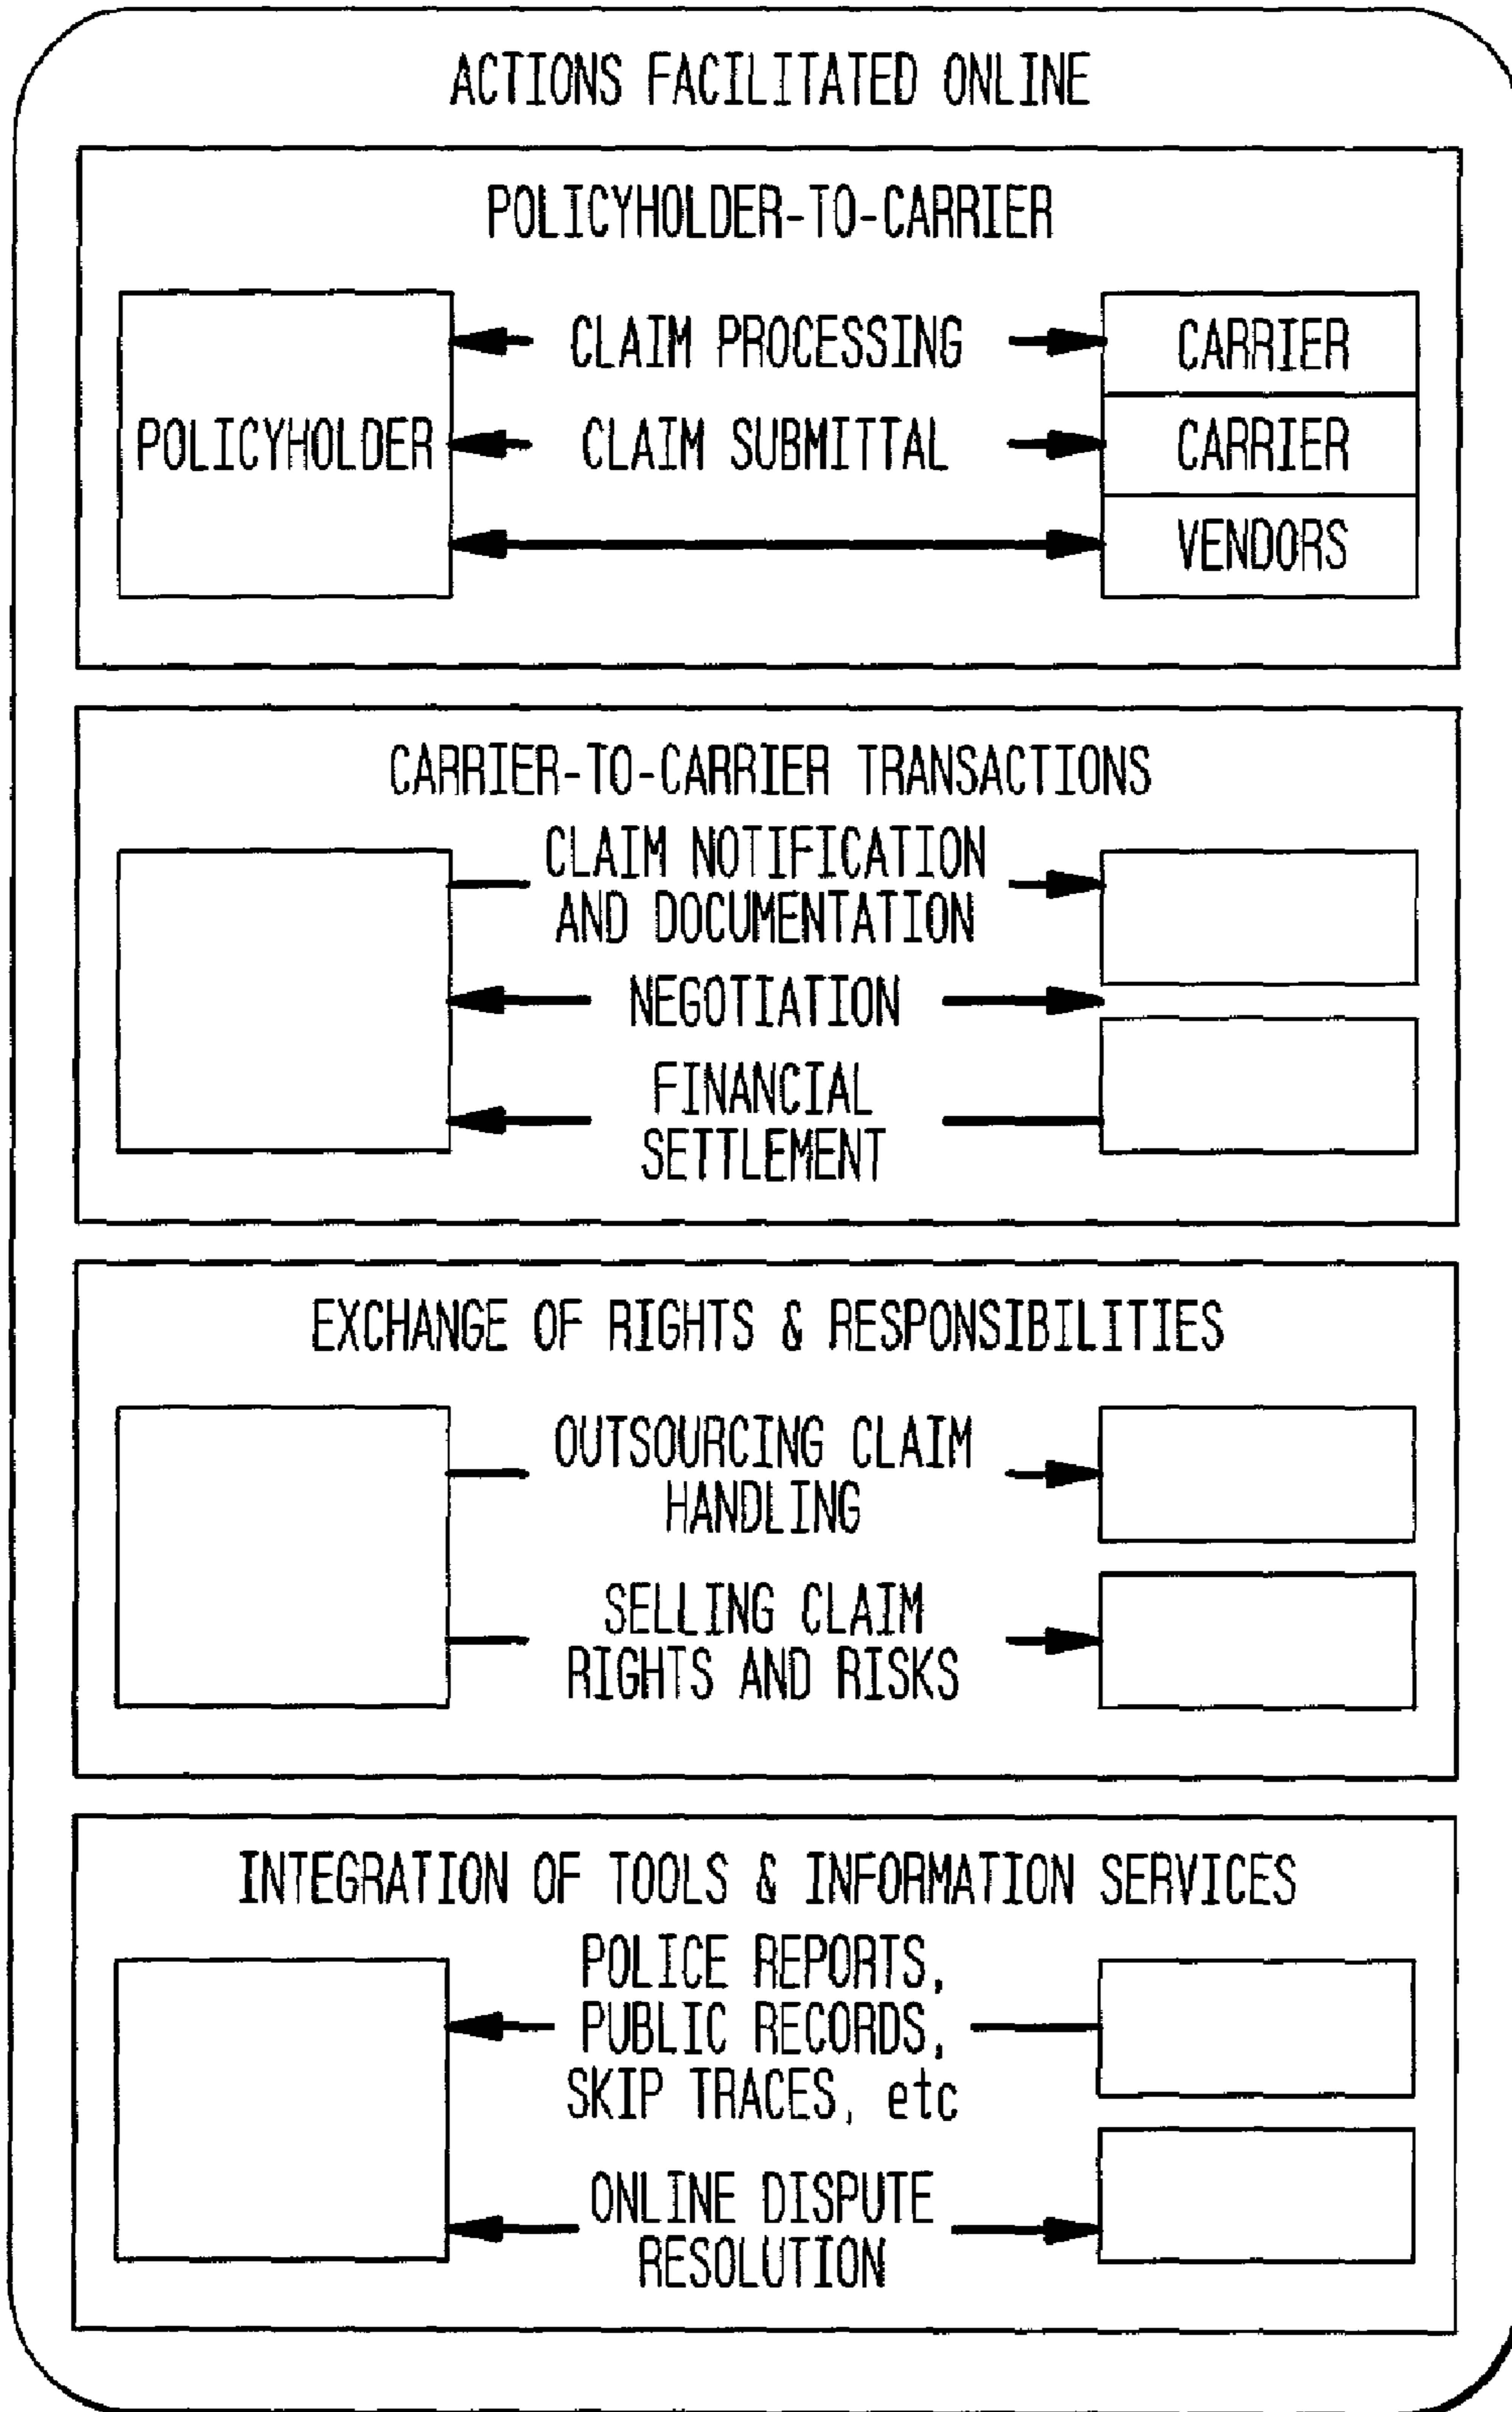 ACTIONS FACILITATED ONLINE
POLICYHOLDER-TO-CARRIER
CLAIM PROCESSING
CARRIER
POLICYHOLDER
CLAIM SUBMITTAL
CARRIER
VENDORS
CARRIER-TO-CARRIER TRANSACTIONS
CLAIM NOTIFICATION
AND DOCUMENTATION
NEGOTIATION
FINANCIAL
SETTLEMENT
EXCHANGE OF RIGHTS & RESPONSIBILITIES
OUTSOURCING CLAIM
HANDLING
SELLING CLAIM
RIGHTS AND RISKS
INTEGRATION OF TOOLS & INFORMATION SERVICES
POLICE REPORTS,
PUBLIC RECORDS,
SKIP TRACES, etc
ONLINE DISPUTE
RESOLUTION